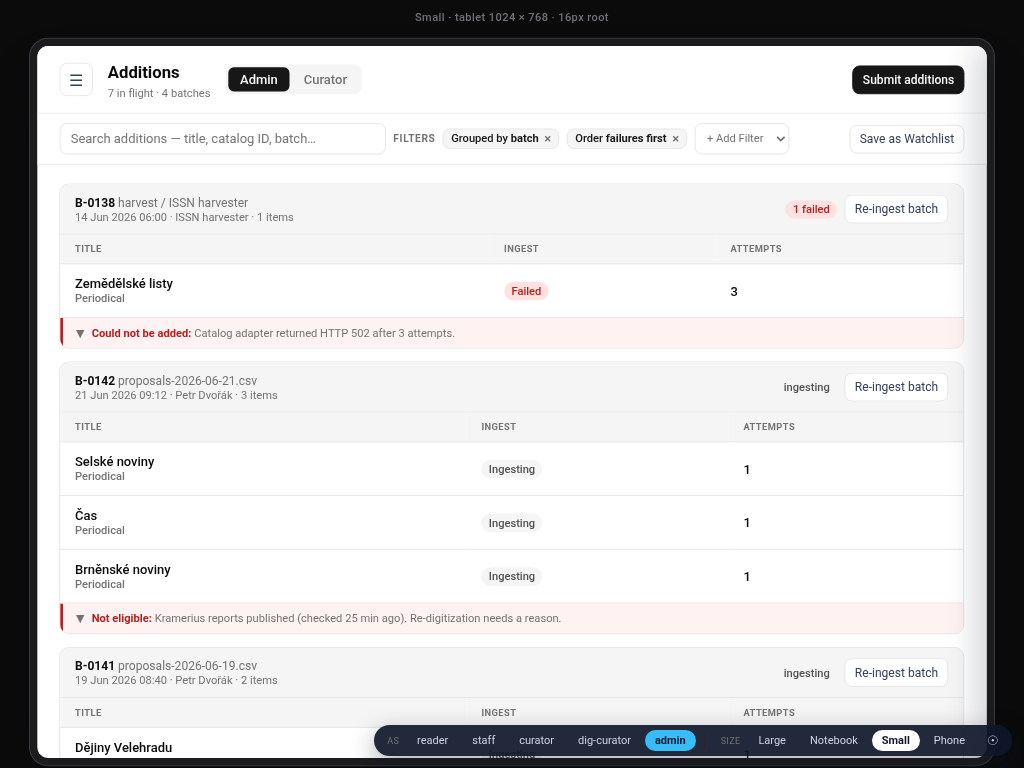 Small · tablet 1024 × 768 · 16px root
Additions
7 in flight · 4 batches
Admin
Curator
Submit additions
Search additions — title, catalog ID, batch…
FILTERS
Grouped by batch ×
Order failures first ×
+ Add Filter
Save as Watchlist
B-0138 harvest / ISSN harvester
14 Jun 2026 06:00 · ISSN harvester · 1 items
1 failed
Re-ingest batch
TITLE INGEST ATTEMPTS
Zemědělské listy
Periodical
Failed
3
▼ Could not be added: Catalog adapter returned HTTP 502 after 3 attempts.
B-0142 proposals-2026-06-21.csv
21 Jun 2026 09:12 · Petr Dvořák · 3 items
ingesting
Re-ingest batch
TITLE INGEST ATTEMPTS
Selské noviny
Periodical
Ingesting
1
Čas
Periodical
Ingesting
1
Brněnské noviny
Periodical
Ingesting
1
▼ Not eligible: Kramerius reports published (checked 25 min ago). Re-digitization needs a reason.
B-0141 proposals-2026-06-19.csv
19 Jun 2026 08:40 · Petr Dvořák · 2 items
ingesting
Re-ingest batch
TITLE INGEST ATTEMPTS
Dějiny Velehradu
Ingesting
1
AS reader staff curator dig-curator admin SIZE Large Notebook Small Phone